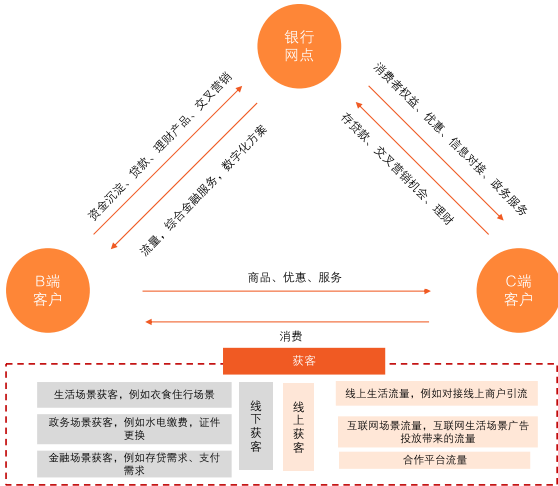 银行
网点
资金沉淀、贷款、理财产品、交叉营销
流量，综合金融服务，数字化方案
消费者权益、优惠、信息对接、政务服务
存贷款、交叉营销机会、理财
B端
客户
商品、优惠、服务
消费
C端
客户
获客
生活场景获客，例如衣食住行场景
政务场景获客，例如水电缴费，证件
更换
金融场景获客，例如存贷需求、支付
需求
线下获客
线上获客
线上生活流量，例如对接线上商户引流
互联网场景流量，互联网生活场景广告
投放带来的流量
合作平台流量